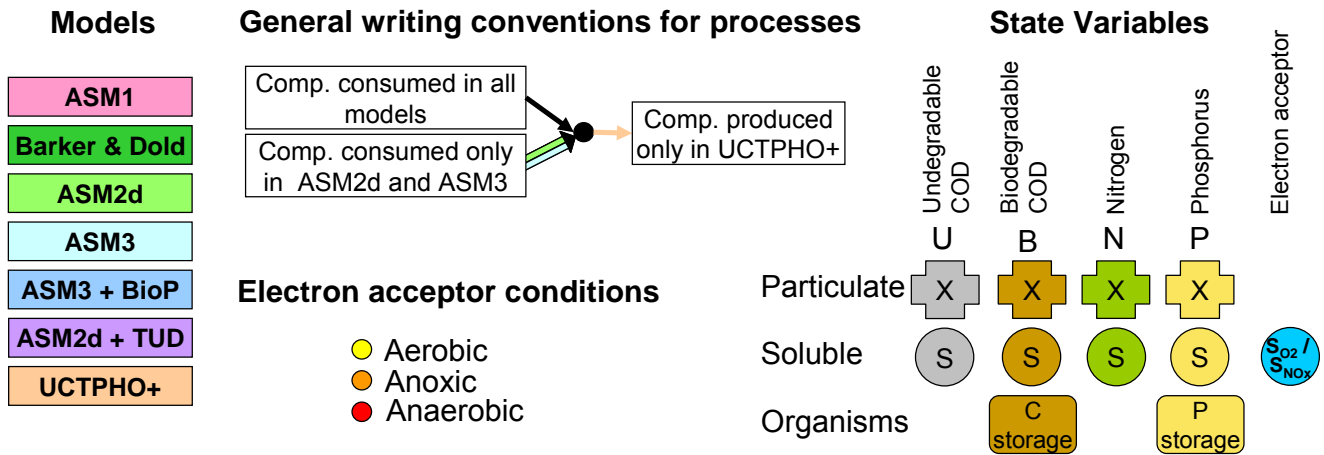 Models
ASM1
Barker & Dold
ASM2d
ASM3
ASM3 + BioP
ASM2d + TUD
UCTPHO+
General writing conventions for processes
Comp. consumed in all
models
Comp. consumed only
in ASM2d and ASM3
Comp. produced
only in UCTPHO+
Electron acceptor conditions
Aerobic
Anoxic
Anaerobic
State Variables
Undegradable
COD
Biodegradable
COD
Nitrogen
Phosphorus
Electron acceptor
U B N P
Particulate X X X X
Soluble S S S S SO2 /
SNOx
Organisms
C
storage
P
storage